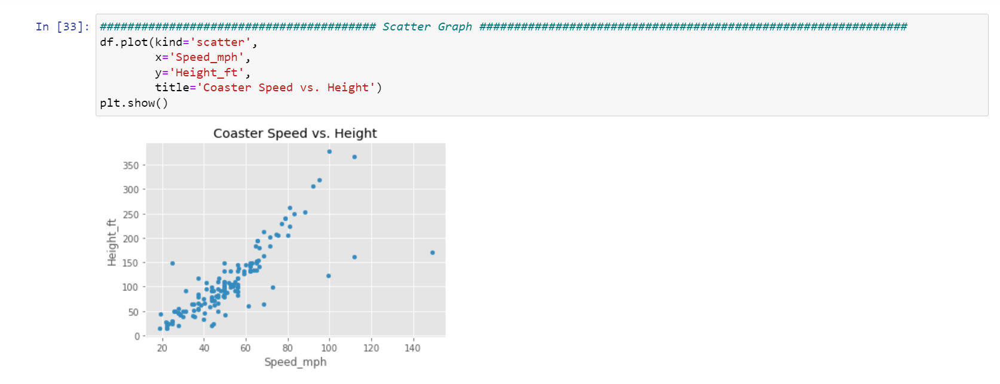 In [33]: ######################################## Scatter Graph ##############################################################
df.plot(kind='scatter',
x='Speed_mph',
y='Height_ft',
title='Coaster Speed vs. Height')
plt.show()
Coaster Speed vs. Height
350
300
250
200
150
100
50
0
Height_ft
20 40 60 80 100 120 140
Speed_mph